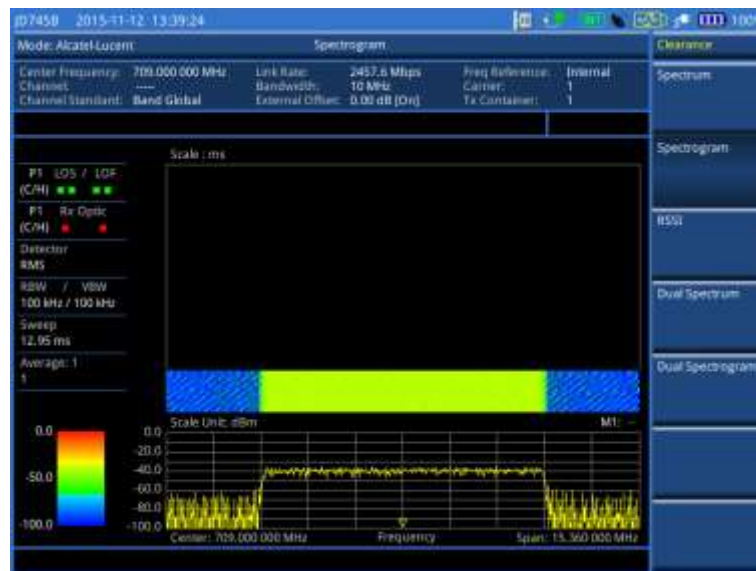 JD745B 2015-11-12 13:39:24
INT
100%
Mode: Alcatel-Lucent
Spectrogram
Clearance
Center Frequency: 709.000 000 MHz
Channel: ----
Channel Standard: Band Global
Link Rate: 2457.6 Mbps
Bandwidth: 10 MHz
External Offset: 0.00 dB [On]
Freq Reference: Internal
Carrier: 1
Tx Container: 1
Spectrum
Spectrogram
RSSI
Dual Spectrum
Dual Spectrogram
Scale : ms
P1 LOS / LOF
(C/H)
P1 Rx Optic
(C/H)
Detector
RMS
RBW / VBW
100 kHz / 100 kHz
Sweep
12.95 ms
Average: 1
1
Scale Unit: dBm
M1: --
0.0
-50.0
-100.0
0.0
-20.0
-40.0
-60.0
-80.0
-100.0
Center: 709.000 000 MHz
Frequency
Span: 15.360 000 MHz